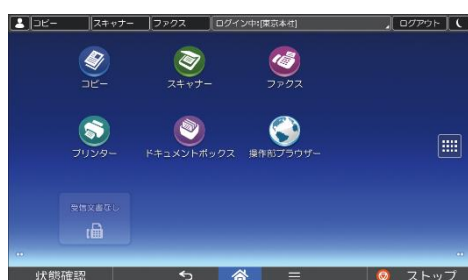 コピー スキャナー ファクス ログイン中:[東京本社] ログアウト
コピー スキャナー ファクス
プリンター ドキュメントボックス 操作部ブラウザー
受信文書なし
状態確認 ストップ